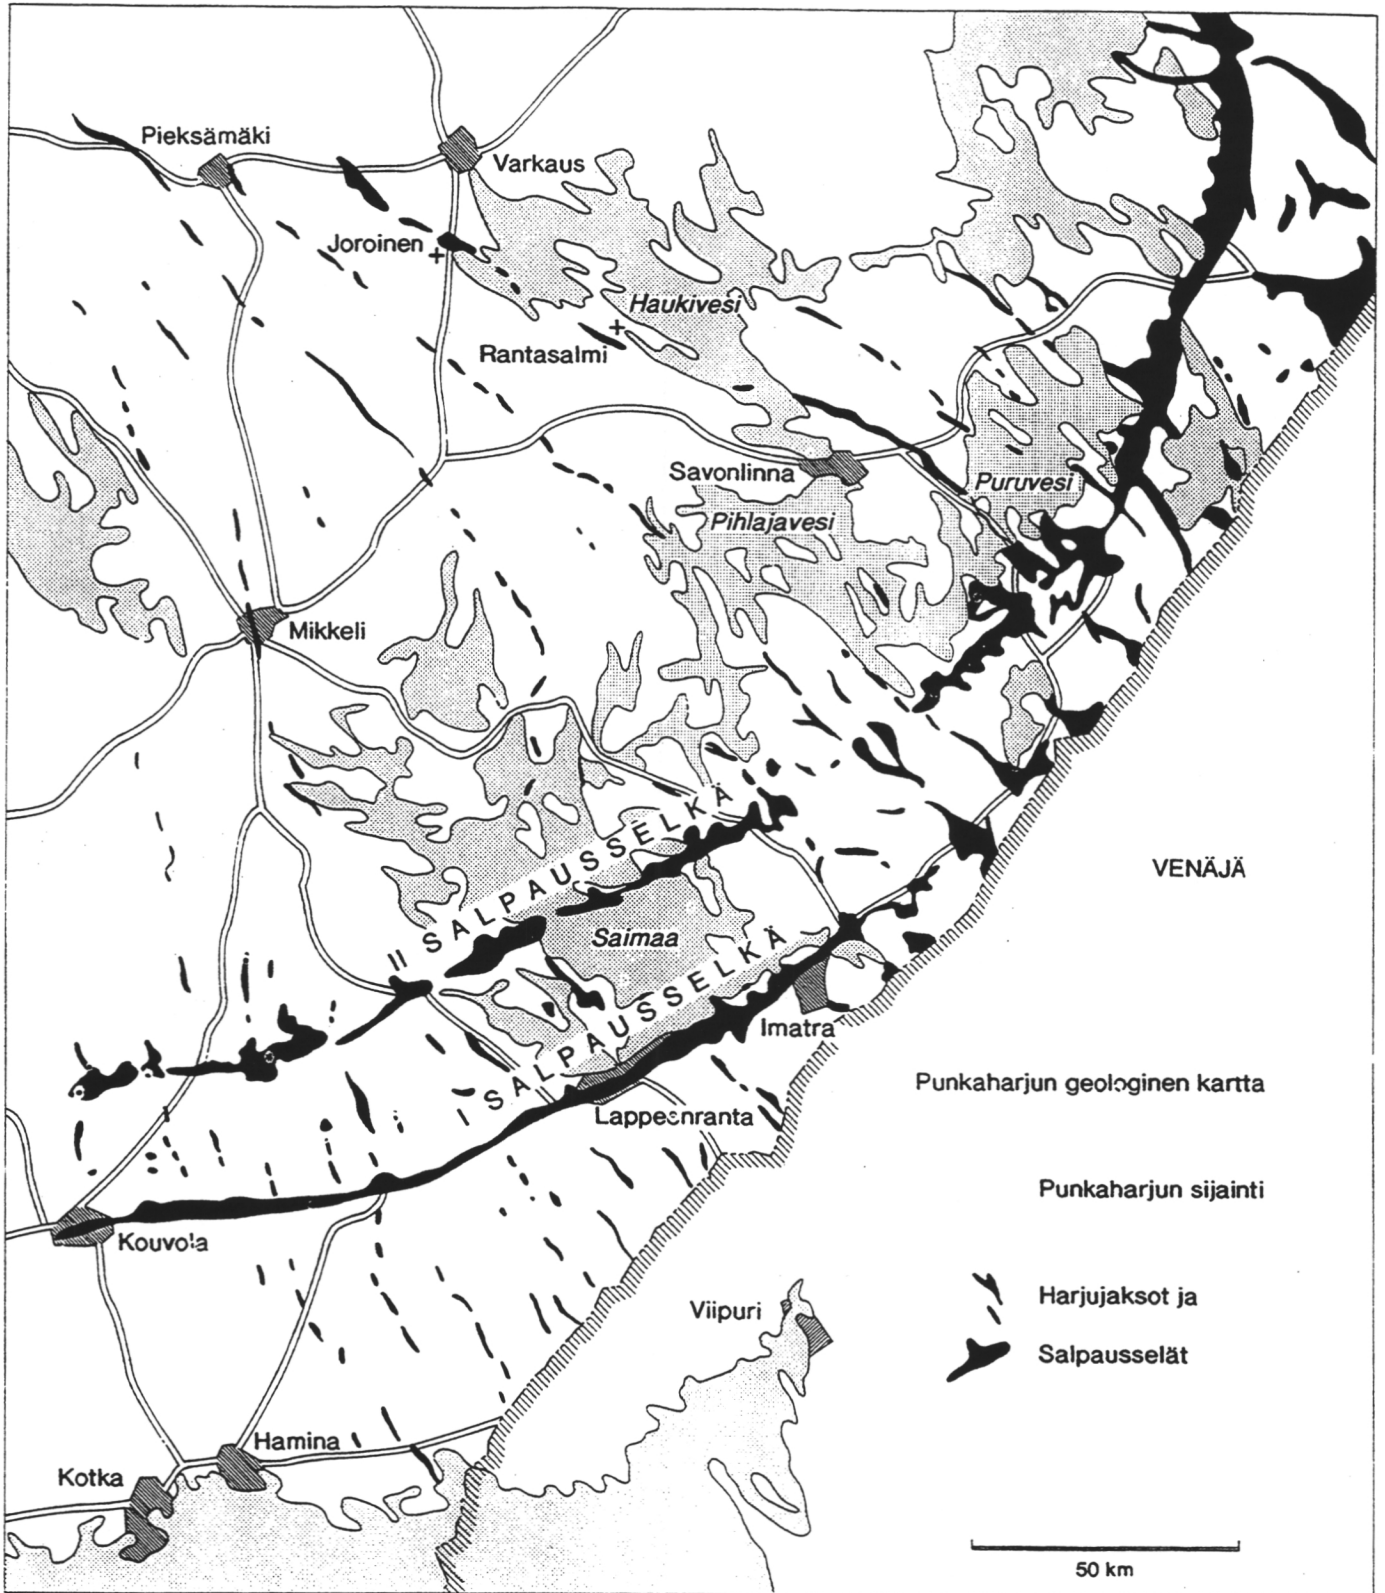 Pieksämäki
Varkaus
Joroinen
Haukivesi
Rantasalmi
Savonlinna
Puruvesi
Pihlajavesi
Mikkeli
II SALPAUSSELKÄ
VENÄJÄ
Saimaa
I SALPAUSSELKÄ
Imatra
Punkaharjun geologinen kartta
Lappeenranta
Punkaharjun sijainti
Kouvola
Harjujaksot ja
Viipuri
Salpausselät
Hamina
Kotka
50 km